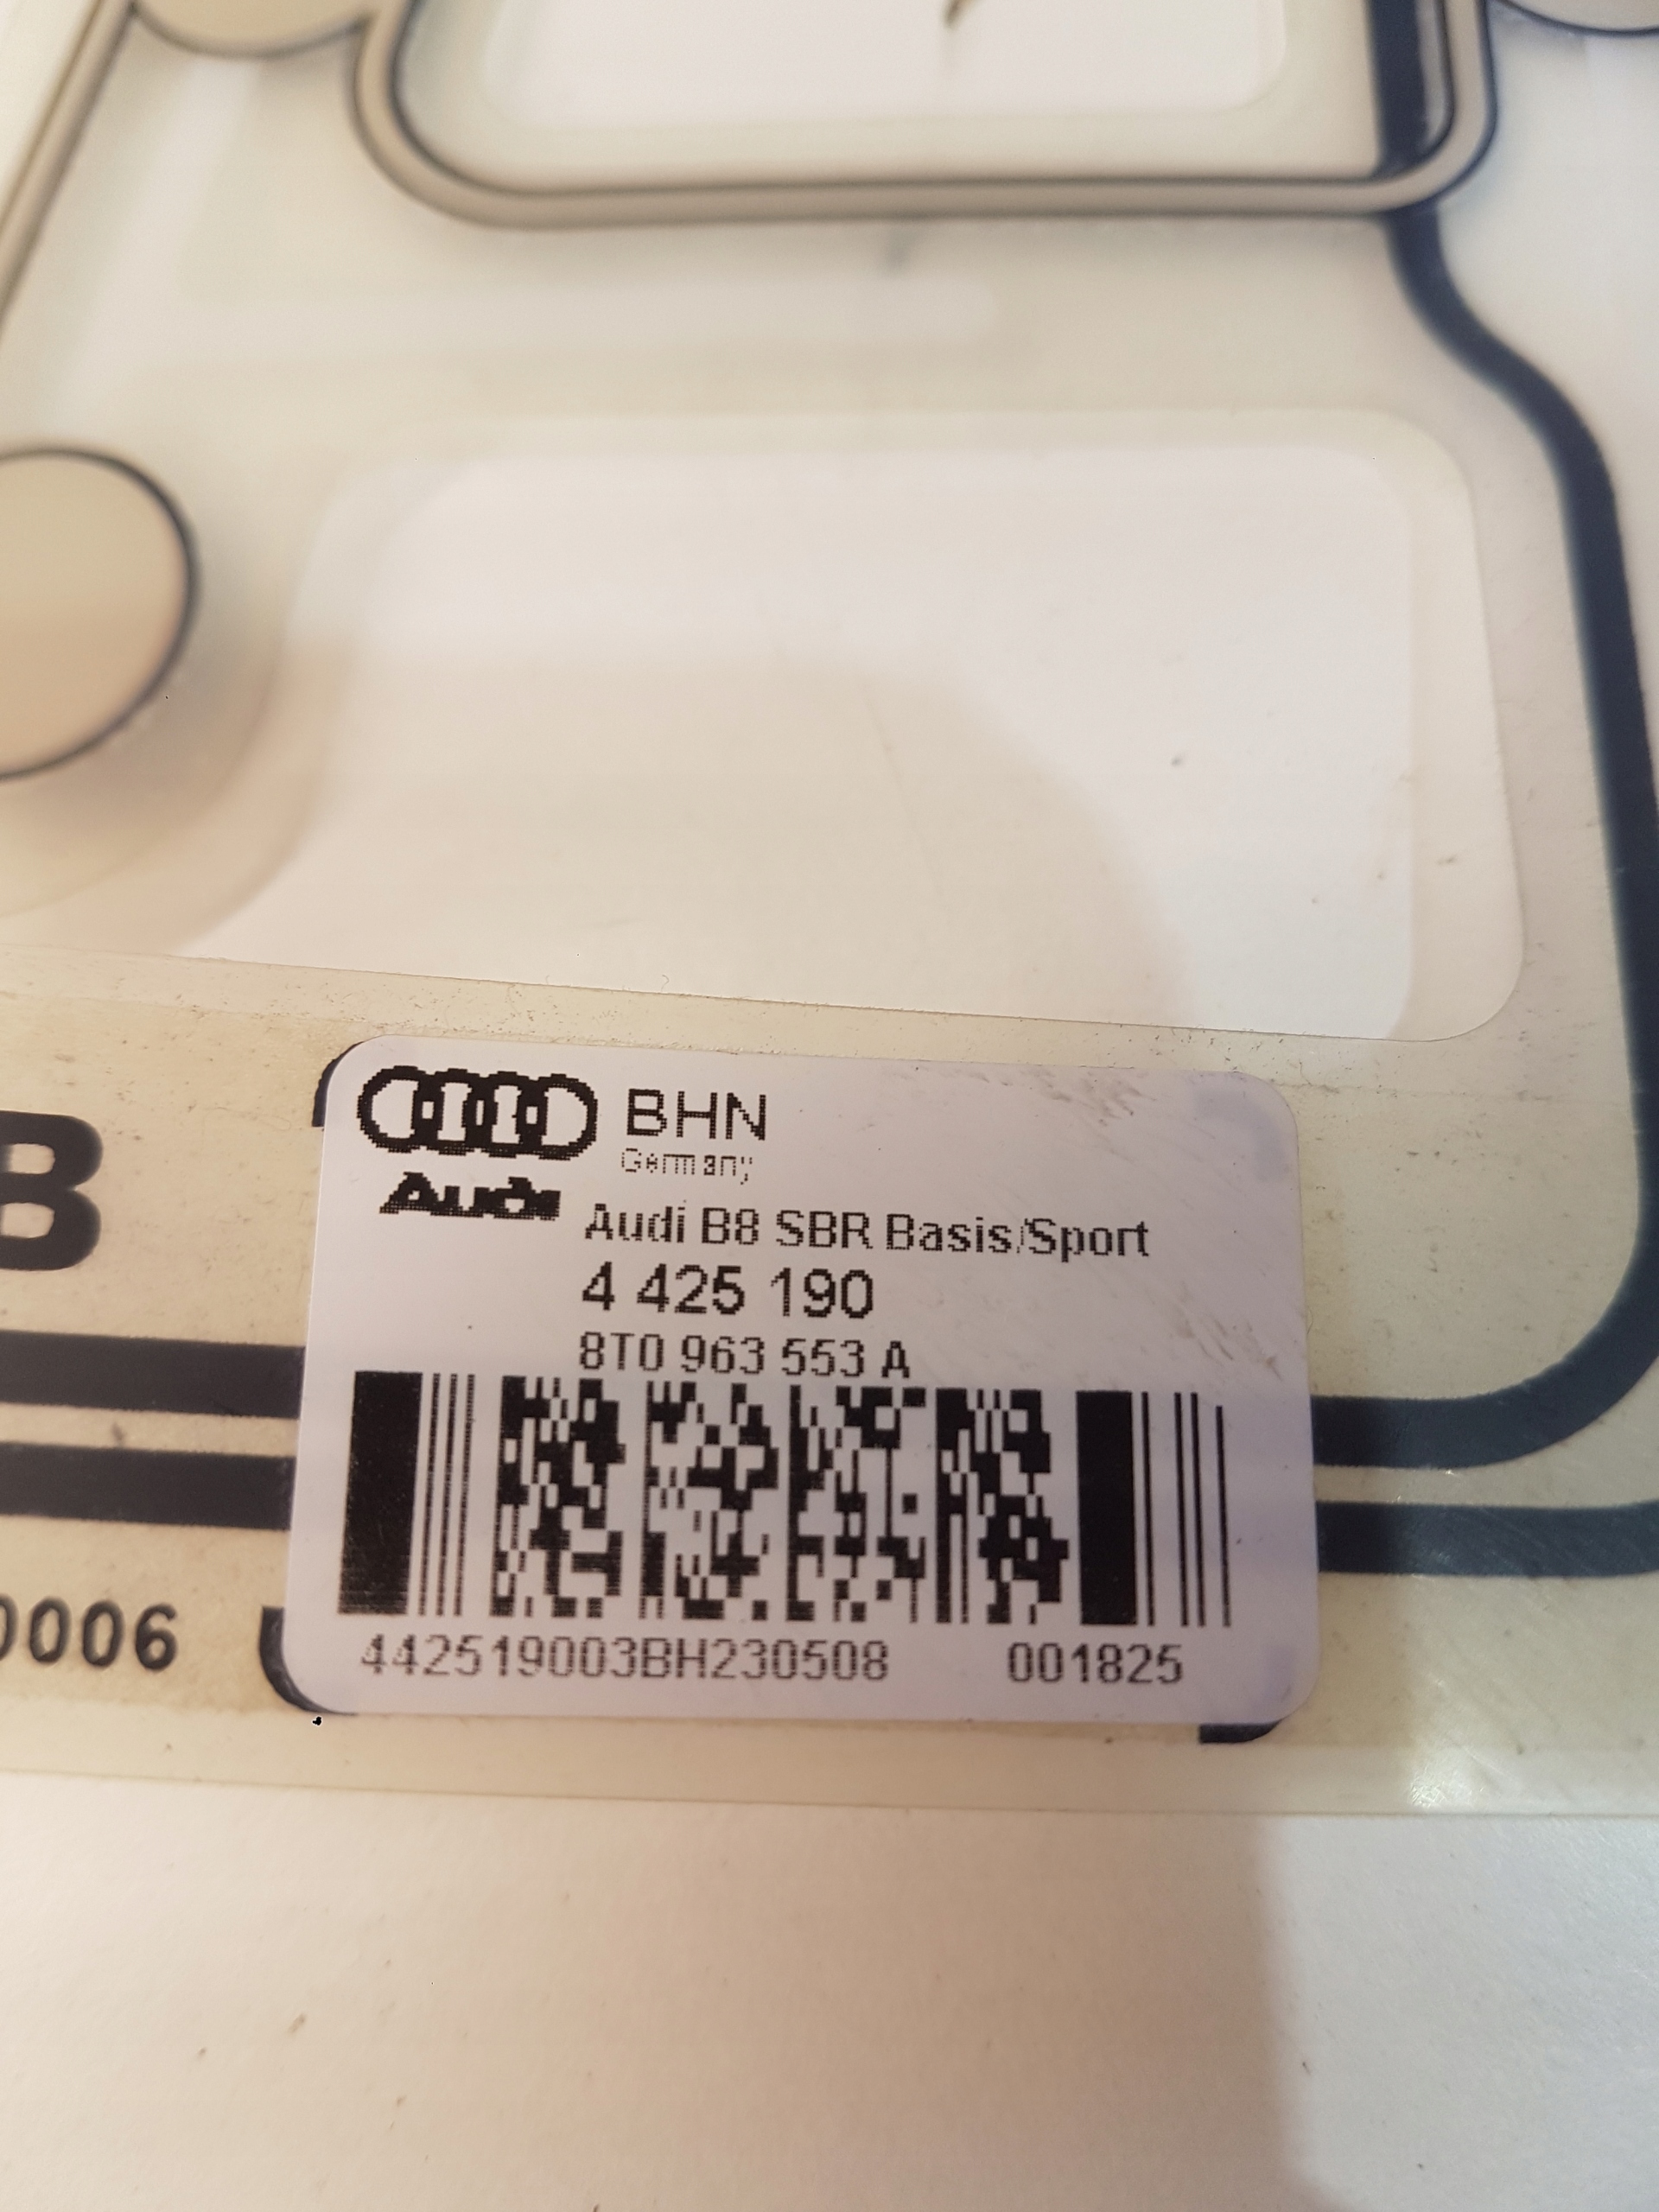 BHN
Germany
Audi
Audi B8 SBR Basis/Sport
4 425 190
8T0 963 553 A
B
442519003BH230508 001825
0006